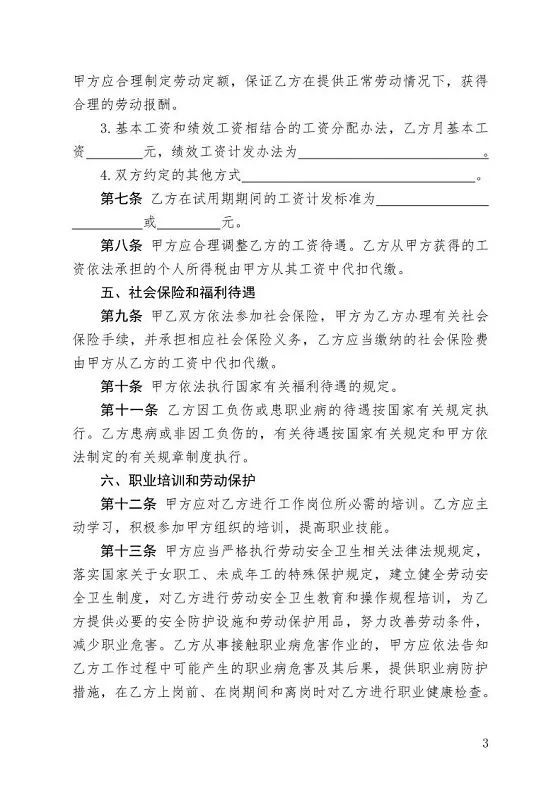 甲方应合理制定劳动定额，保证乙方在提供正常劳动情况下，获得
合理的劳动报酬。
3.基本工资和绩效工资相结合的工资分配办法，乙方月基本工
资________元，绩效工资计发办法为________________________。
4.双方约定的其他方式______________________________。
第七条 乙方在试用期期间的工资计发标准为______________
_________或________元。
第八条 甲方应合理调整乙方的工资待遇。乙方从甲方获得的工
资依法承担的个人所得税由甲方从其工资中代扣代缴。
五、社会保险和福利待遇
第九条 甲乙双方依法参加社会保险，甲方为乙方办理有关社会
保险手续，并承担相应社会保险义务，乙方应当缴纳的社会保险费
由甲方从乙方的工资中代扣代缴。
第十条 甲方依法执行国家有关福利待遇的规定。
第十一条 乙方因工负伤或患职业病的待遇按国家有关规定执
行。乙方患病或非因工负伤的，有关待遇按国家有关规定和甲方依
法制定的有关规章制度执行。
六、职业培训和劳动保护
第十二条 甲方应对乙方进行工作岗位所必需的培训。乙方应主
动学习，积极参加甲方组织的培训，提高职业技能。
第十三条 甲方应当严格执行劳动安全卫生相关法律法规规定，
落实国家关于女职工、未成年工的特殊保护规定，建立健全劳动安
全卫生制度，对乙方进行劳动安全卫生教育和操作规程培训，为乙
方提供必要的安全防护设施和劳动保护用品，努力改善劳动条件，
减少职业危害。乙方从事接触职业病危害作业的，甲方应依法告知
乙方工作过程中可能产生的职业病危害及其后果，提供职业病防护
措施，在乙方上岗前、在岗期间和离岗时对乙方进行职业健康检查。
3